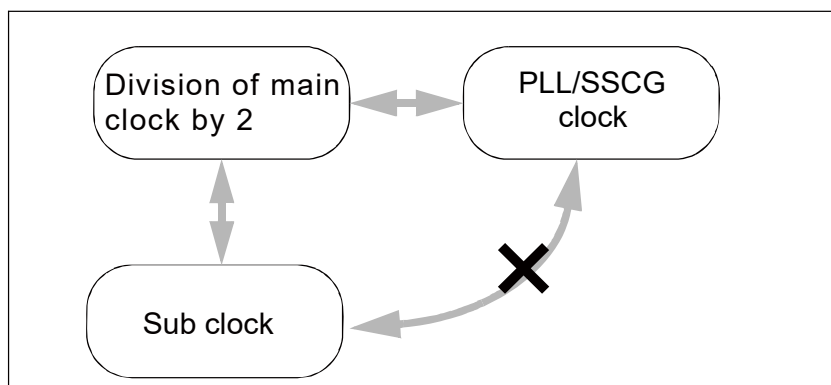 Division of main
clock by 2
PLL/SSCG
clock
Sub clock